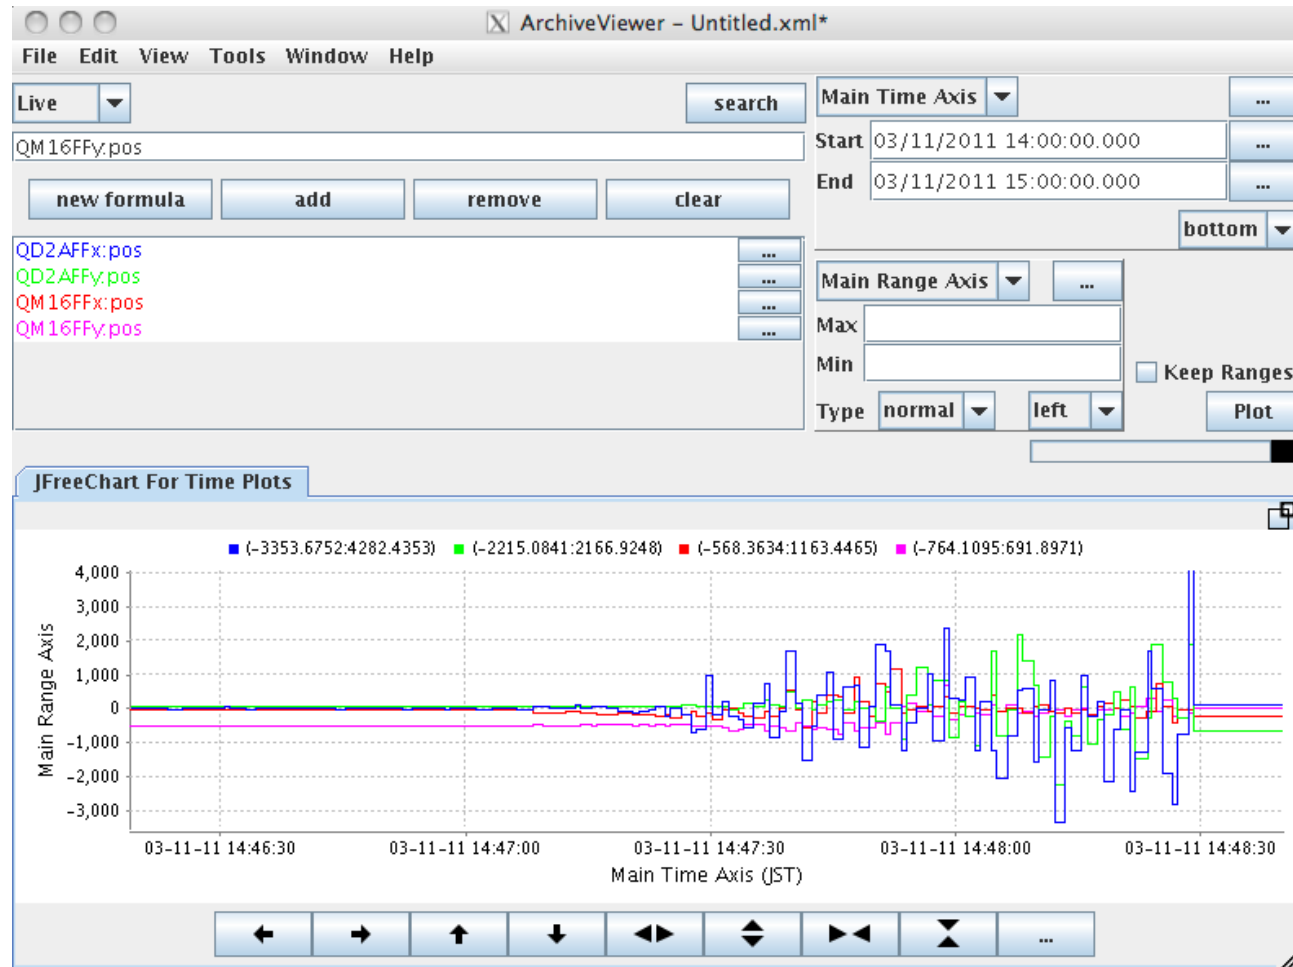 ArchiveViewer – Untitled.xml*
File Edit View Tools Window Help
Live
search
QM16FFy:pos
new formula add remove clear
QD2AFFx:pos ...
QD2AFFy:pos ...
QM16FFx:pos ...
QM16FFy:pos ...
Main Time Axis ...
Start 03/11/2011 14:00:00.000 ...
End 03/11/2011 15:00:00.000 ...
bottom
Main Range Axis ...
Max
Min
Keep Ranges
Type normal left Plot
JFreeChart For Time Plots
(-3353.6752:4282.4353) (-2215.0841:2166.9248) (-568.3634:1163.4465) (-764.1095:691.8971)
4,000
3,000
2,000
1,000
0
-1,000
-2,000
-3,000
Main Range Axis
03-11-11 14:46:30 03-11-11 14:47:00 03-11-11 14:47:30 03-11-11 14:48:00 03-11-11 14:48:30
Main Time Axis (JST)
...